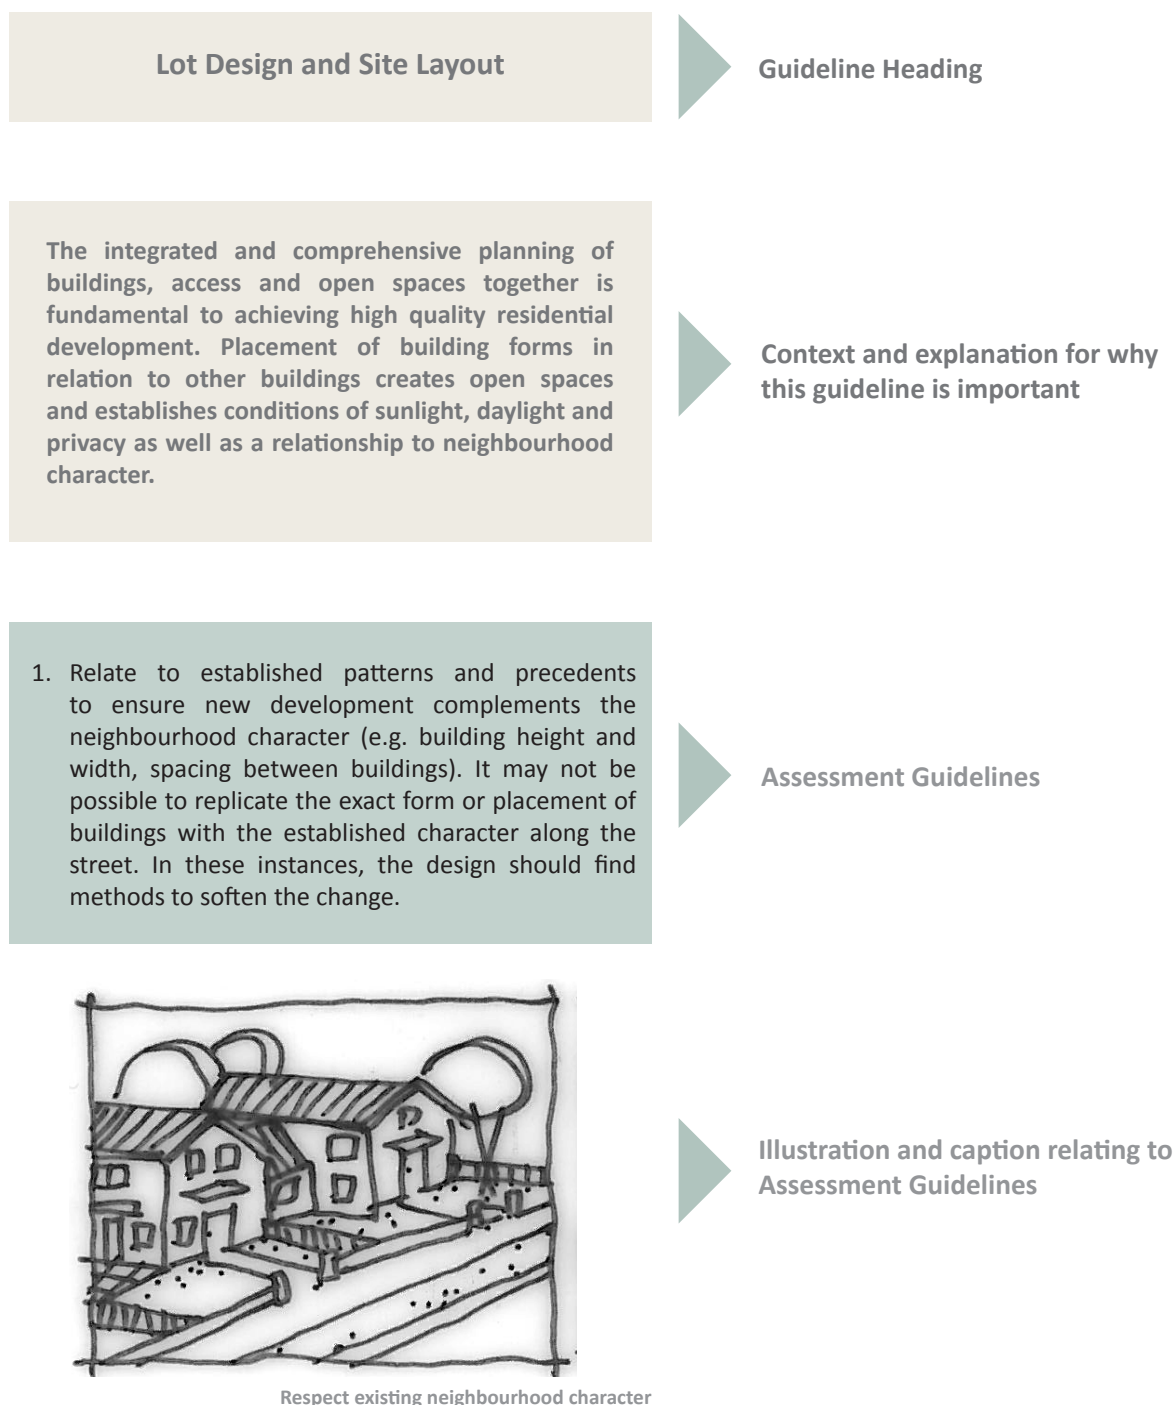 Lot Design and Site Layout
Guideline Heading
The integrated and comprehensive planning of
buildings, access and open spaces together is
fundamental to achieving high quality residential
development. Placement of building forms in
relation to other buildings creates open spaces
and establishes conditions of sunlight, daylight and
privacy as well as a relationship to neighbourhood
character.
Context and explanation for why
this guideline is important
1. Relate to established patterns and precedents
to ensure new development complements the
neighbourhood character (e.g. building height and
width, spacing between buildings). It may not be
possible to replicate the exact form or placement of
buildings with the established character along the
street. In these instances, the design should find
methods to soften the change.
Assessment Guidelines
Illustration and caption relating to
Assessment Guidelines
Respect existing neighbourhood character